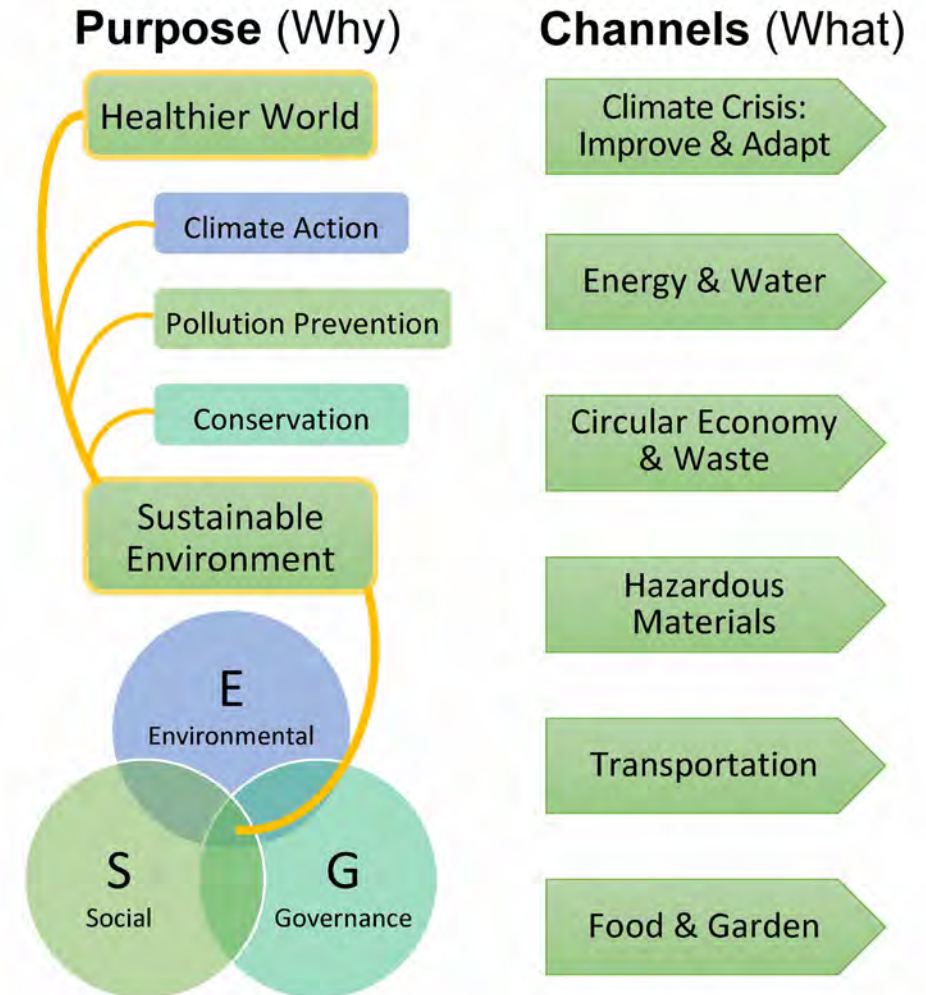 Purpose (Why)
Healthier World
Climate Action
Pollution Prevention
Conservation
Sustainable
Environment
E
Environmental
S
Social
G
Governance
Channels (What)
Climate Crisis:
Improve & Adapt
Energy & Water
Circular Economy
& Waste
Hazardous
Materials
Transportation
Food & Garden